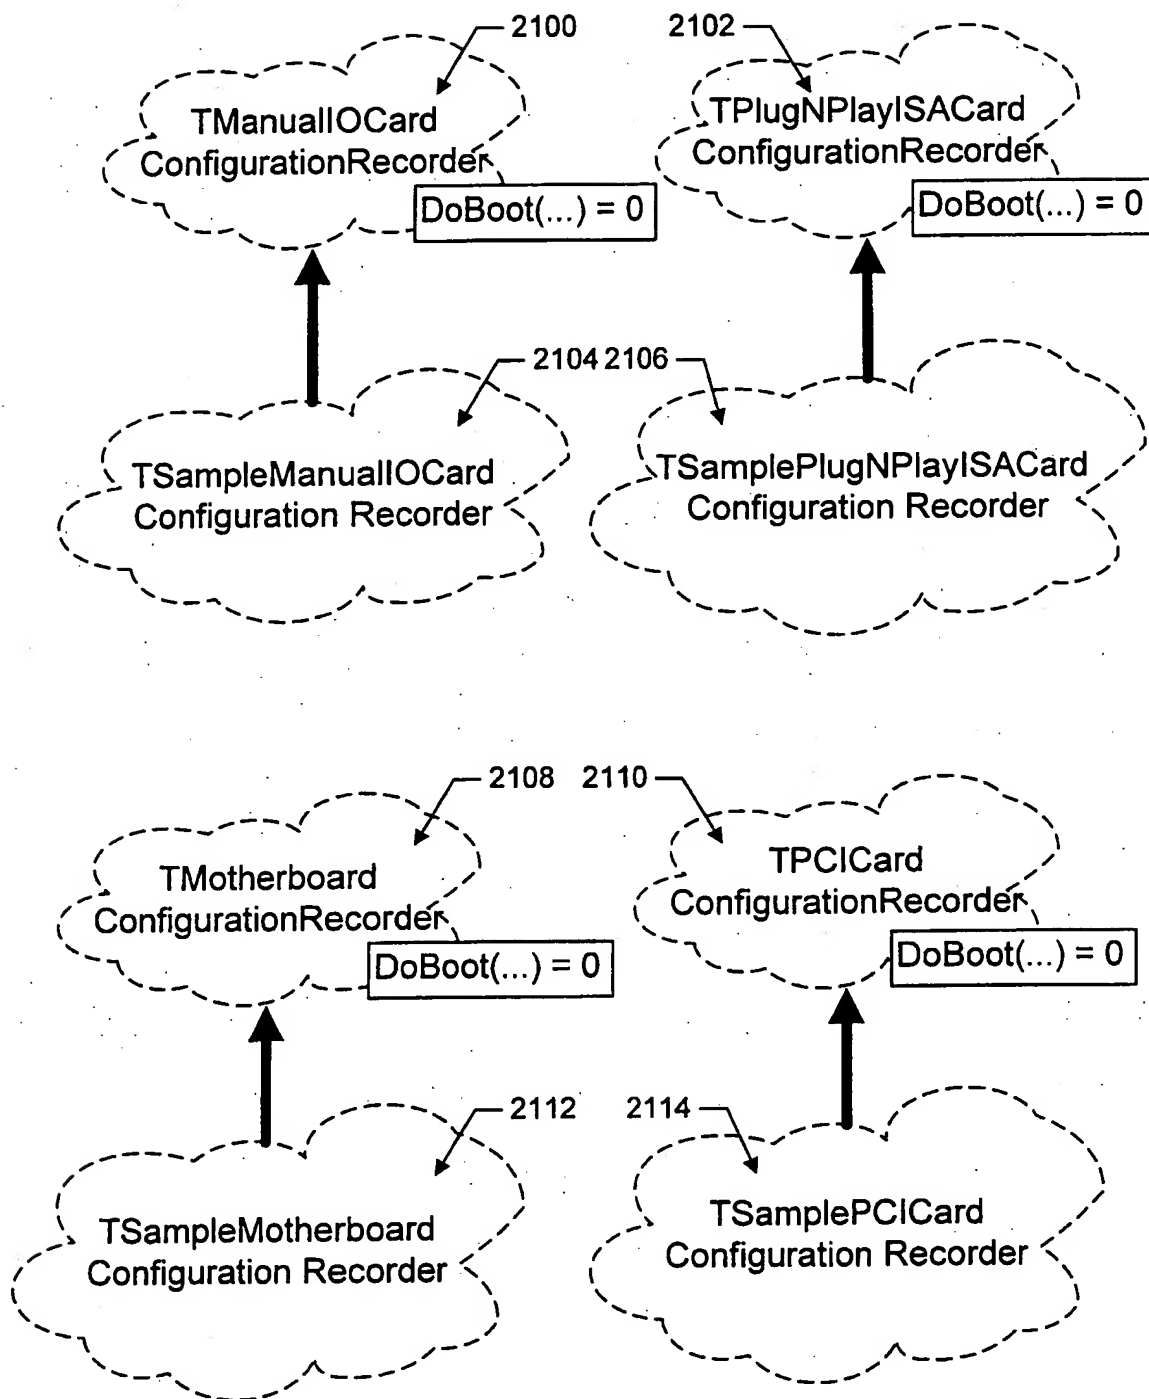 2100
2102
TManualIOCard
ConfigurationRecorder
DoBoot(...) = 0
TPlugNPlayISACard
ConfigurationRecorder
DoBoot(...) = 0
2104
2106
TSampleManualIOCard
Configuration Recorder
TSamplePlugNPlayISACard
Configuration Recorder
2108
2110
TMotherboard
ConfigurationRecorder
DoBoot(...) = 0
TPCICard
ConfigurationRecorder
DoBoot(...) = 0
2112
2114
TSampleMotherboard
Configuration Recorder
TSamplePCICard
Configuration Recorder